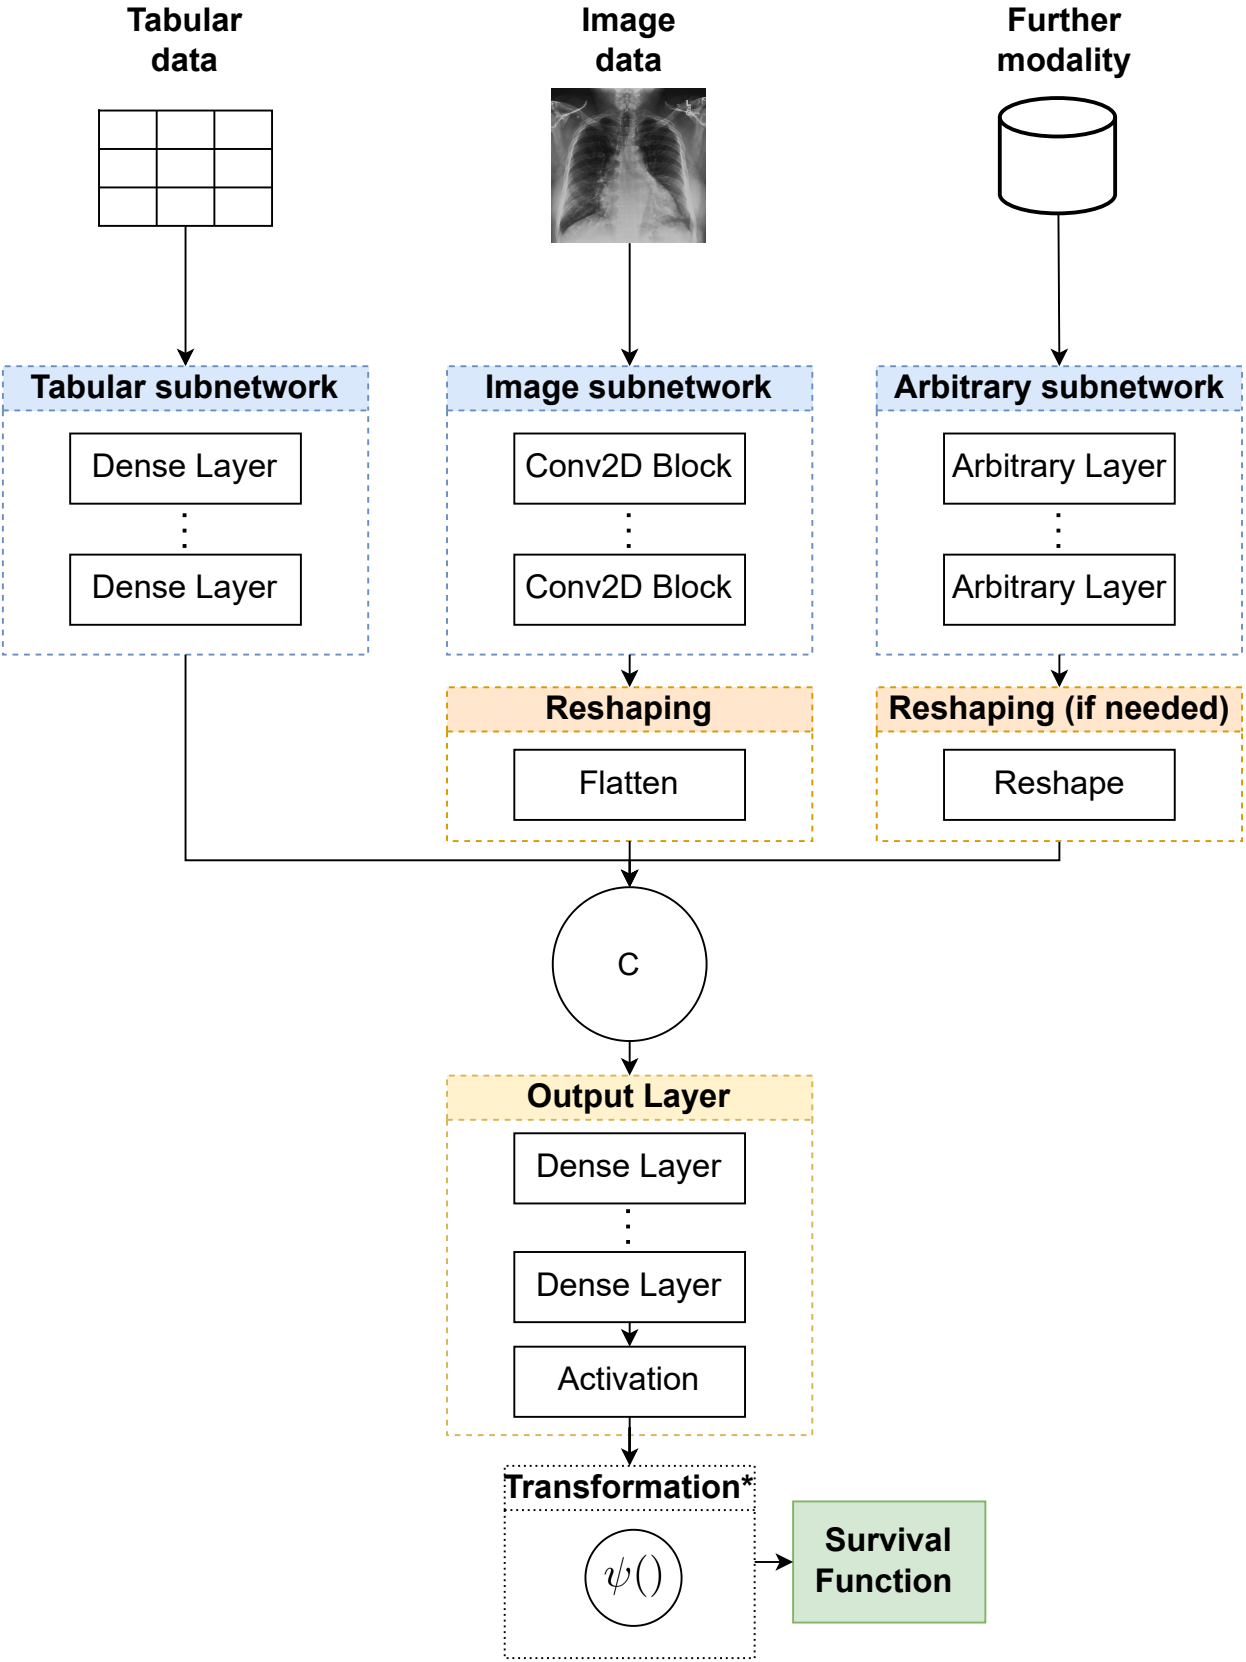 Tabular
data
Image
data
Further
modality
Tabular subnetwork
Dense Layer
Dense Layer
Image subnetwork
Conv2D Block
Conv2D Block
Arbitrary subnetwork
Arbitrary Layer
Arbitrary Layer
Reshaping
Flatten
Reshaping (if needed)
Reshape
C
Output Layer
Dense Layer
Dense Layer
Activation
Transformation*
ψ()
Survival
Function